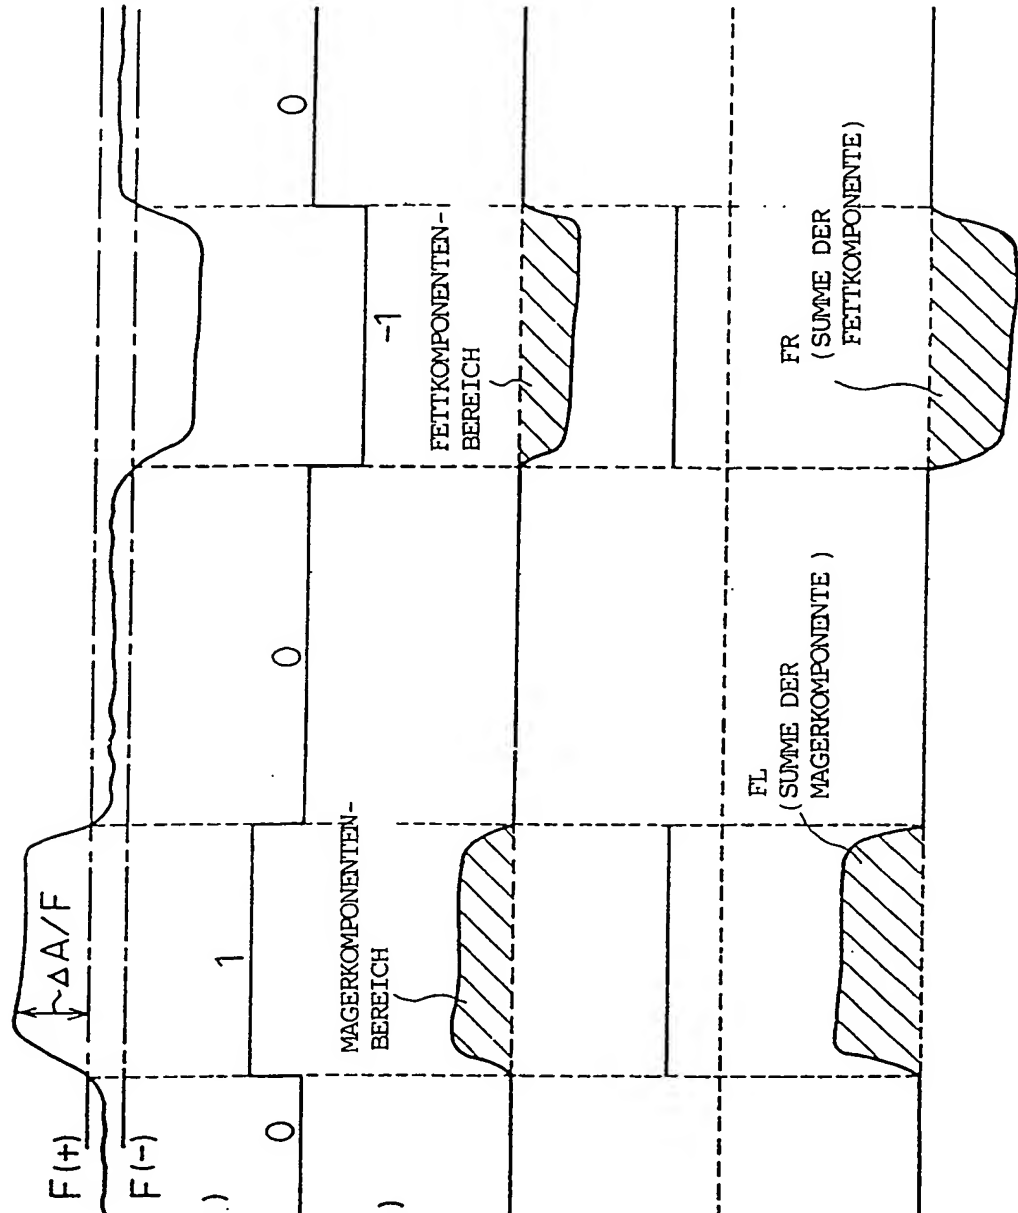 F(+)
F(-)
ΔA/F
0
1
0
-1
0
MAGERKOMPONENTEN-
BEREICH
FETTKOMPONENTEN-
BEREICH
FL
(SUMME DER
MAGERKOMPONENTE)
FR
(SUMME DER
FETTKOMPONENTE)
)
)